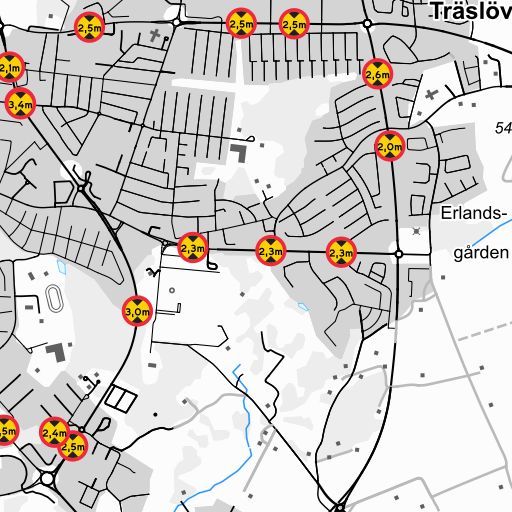 Träslöv
2,5m
2,5m
2,5m
2,1m
2,6m
3,4m
2,0m
54
Erlands-
gården
2,3m
2,3m
2,3m
3,0m
5m
2,4m
2,5m